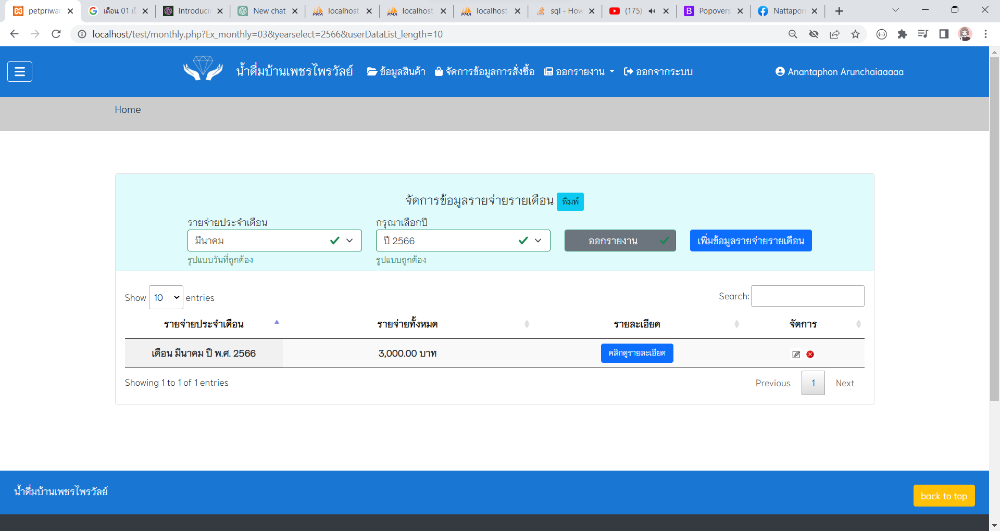 petpriwar
เดือน 01 เป็
Introducin
New chat
localhost
localhost
localhost
sql - How
(175)
Popovers
Nattaporn
localhost/test/monthly.php?Ex_monthly=03&yearselect=2566&userDataList_length=10
น้ำดื่มบ้านเพชรไพรวัลย์
ข้อมูลสินค้า
จัดการข้อมูลการสั่งซื้อ
ออกรายงาน
ออกจากระบบ
Anantaphon Arunchaiaaaaa
Home
จัดการข้อมูลรายจ่ายรายเดือน พิมพ์
รายจ่ายประจำเดือน
กรุณาเลือกปี
มีนาคม
ปี 2566
ออกรายงาน
เพิ่มข้อมูลรายจ่ายรายเดือน
รูปแบบวันที่ถูกต้อง
รูปแบบถูกต้อง
Show 10 entries
Search:
รายจ่ายประจำเดือน
รายจ่ายทั้งหมด
รายละเอียด
จัดการ
เดือน มีนาคม ปี พ.ศ. 2566
3,000.00 บาท
คลิกดูรายละเอียด
Showing 1 to 1 of 1 entries
Previous 1 Next
น้ำดื่มบ้านเพชรไพรวัลย์
back to top